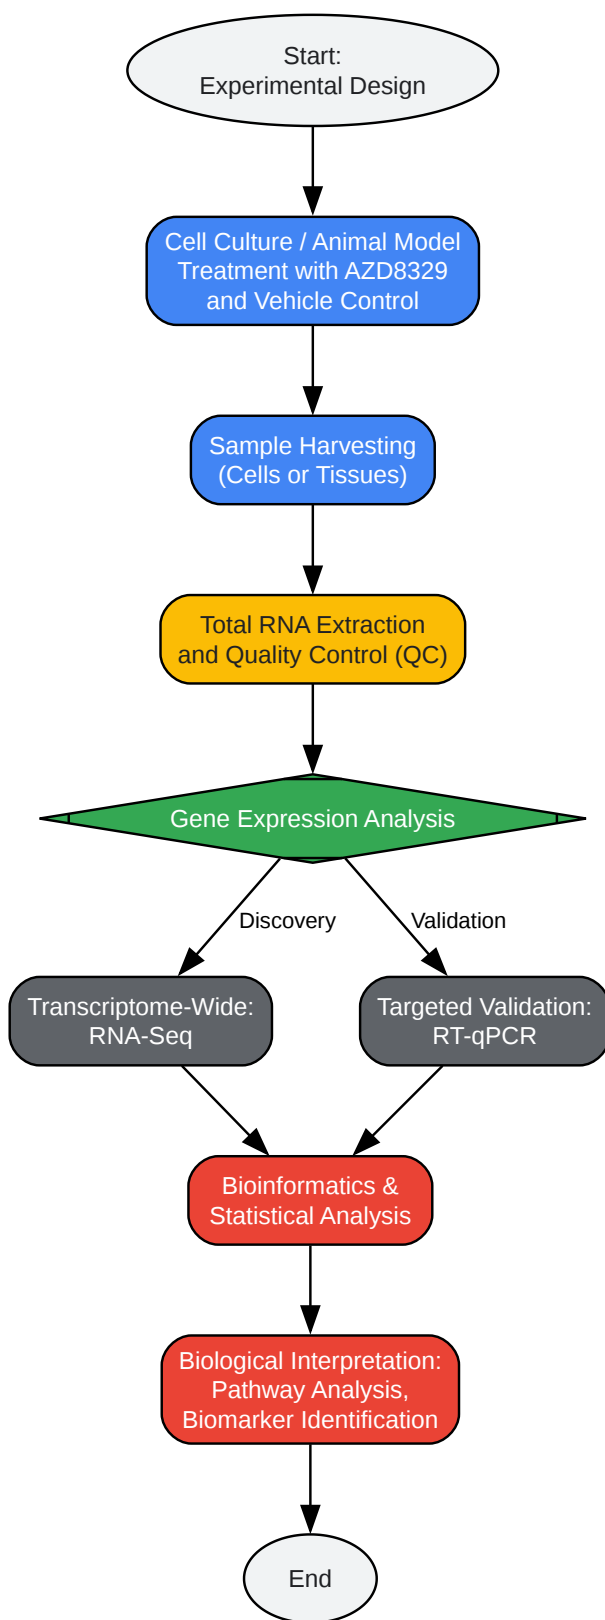 Start:
Experimental Design
Cell Culture / Animal Model
Treatment with AZD8329
and Vehicle Control
Sample Harvesting
(Cells or Tissues)
Total RNA Extraction
and Quality Control (QC)
Gene Expression Analysis
Discovery
Validation
Transcriptome-Wide:
RNA-Seq
Targeted Validation:
RT-qPCR
Bioinformatics &
Statistical Analysis
Biological Interpretation:
Pathway Analysis,
Biomarker Identification
End